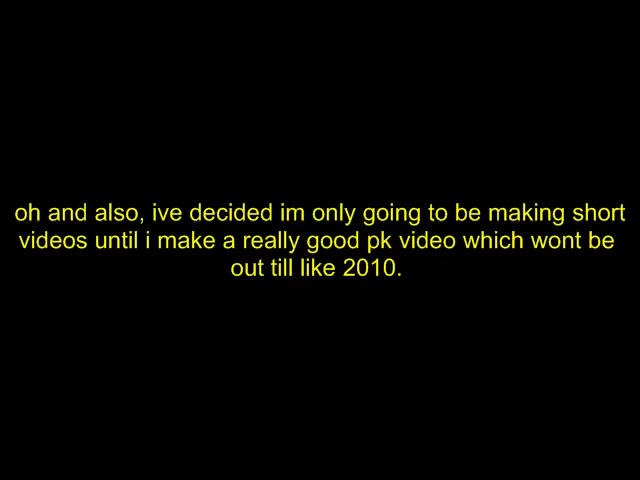 oh and also, ive decided im only going to be making short
videos until i make a really good pk video which wont be
out till like 2010.